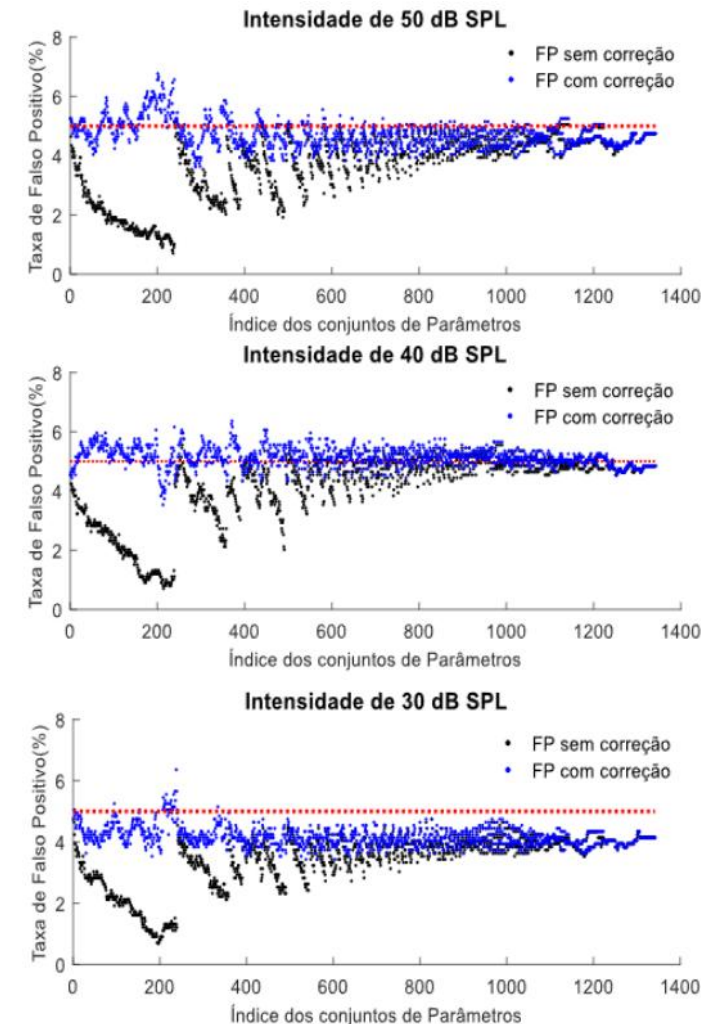 Intensidade de 50 dB SPL
8
6
4
2
0
Taxa de Falso Positivo(%)
FP sem correção
FP com correção
0 200 400 600 800 1000 1200 1400
Índice dos conjuntos de Parâmetros
Intensidade de 40 dB SPL
8
6
4
2
0
Taxa de Falso Positivo(%)
FP sem correção
FP com correção
0 200 400 600 800 1000 1200 1400
Índice dos conjuntos de Parâmetros
Intensidade de 30 dB SPL
8
6
4
2
0
Taxa de Falso Positivo(%)
FP sem correção
FP com correção
0 200 400 600 800 1000 1200 1400
Índice dos conjuntos de Parâmetros